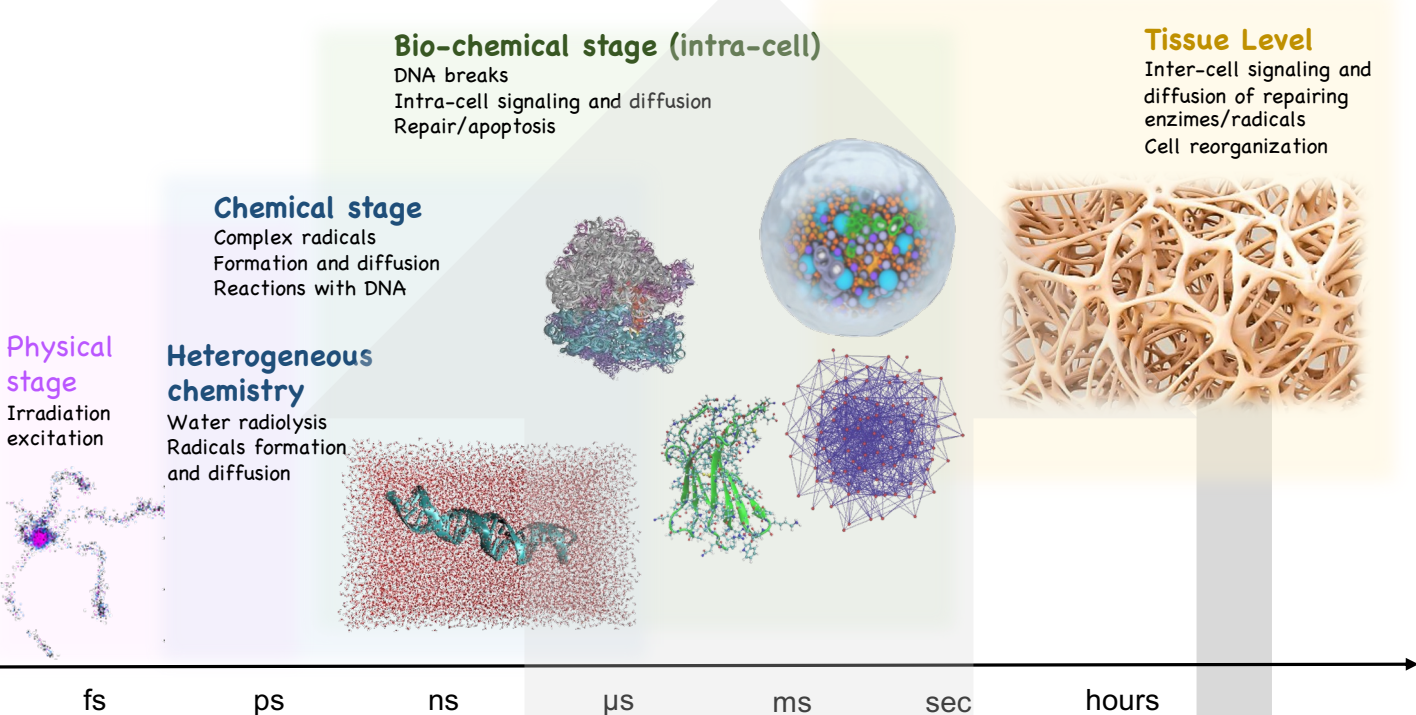 Bio-chemical stage (intra-cell)
DNA breaks
Intra-cell signaling and diffusion
Repair/apoptosis
Tissue Level
Inter-cell signaling and
diffusion of repairing
enzimes/radicals
Cell reorganization
Chemical stage
Complex radicals
Formation and diffusion
Reactions with DNA
Physical
stage
Irradiation
excitation
Heterogeneous
chemistry
Water radiolysis
Radicals formation
and diffusion
fs
ps
ns
μs
ms
sec
hours